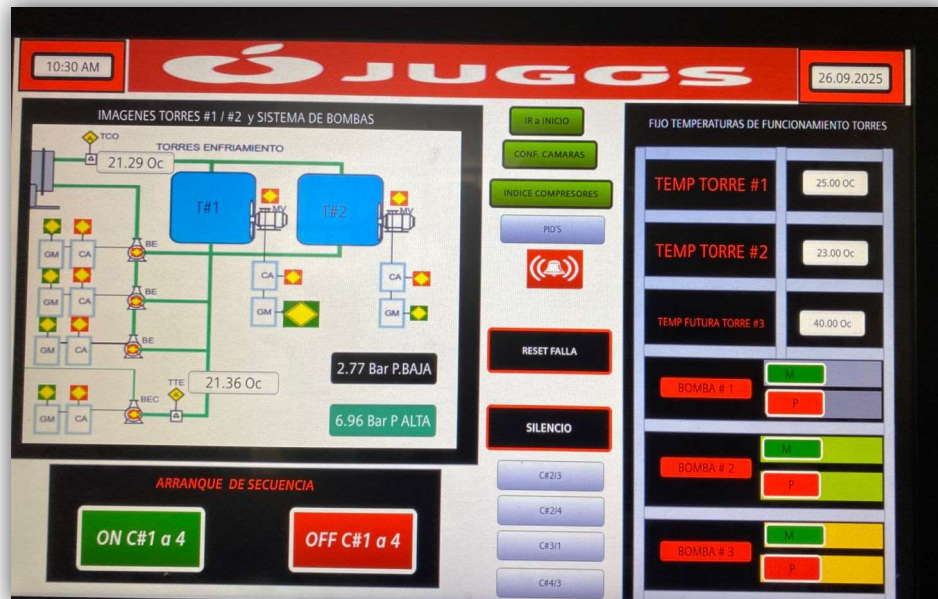 10:30 AM
JUGOS
26.09.2025
IMAGENES TORRES #1 / #2 y SISTEMA DE BOMBAS
TCO
21.29 Oc
TORRES ENFRIAMIENTO
T#1
T#2
MV
MV
GM
CA
BE
CA
CA
GM
CA
BE
GM
GM
GM
CA
BE
2.77 Bar P.BAJA
TTE
21.36 Oc
GM
CA
BEC
6.96 Bar P ALTA
ARRANQUE DE SECUENCIA
ON C#1 a 4
OFF C#1 a 4
IR a INICIO
CONF. CAMARAS
INDICE COMPRESORES
PID'S
RESET FALLA
SILENCIO
C#2/3
C#2/4
C#3/1
C#4/3
FIJO TEMPERATURAS DE FUNCIONAMIENTO TORRES
TEMP TORRE #1
25.00 OC
TEMP TORRE #2
23.00 Oc
TEMP FUTURA TORRE #3
40.00 Oc
BOMBA # 1
M
P
BOMBA # 2
M
P
BOMBA # 3
M
P